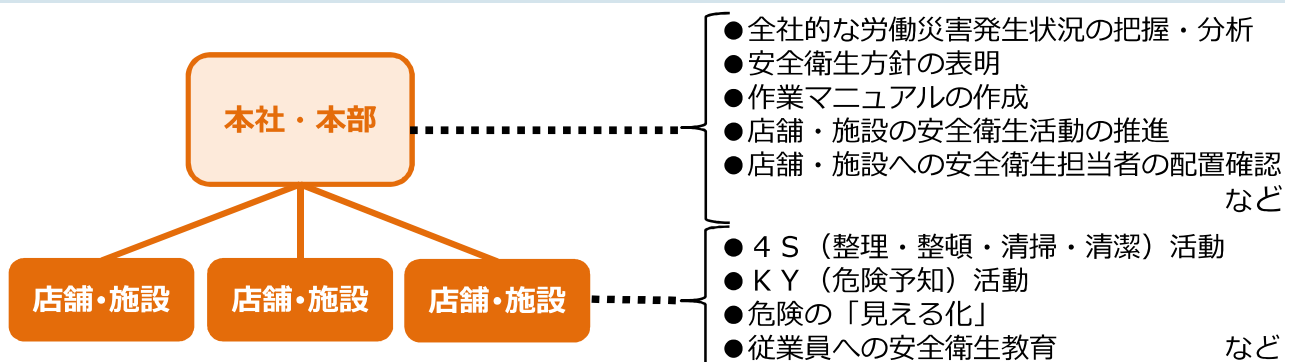 本社・本部
●全社的な労働災害発生状況の把握・分析
●安全衛生方針の表明
●作業マニュアルの作成
●店舗・施設の安全衛生活動の推進
●店舗・施設への安全衛生担当者の配置確認
など
店舗・施設
店舗・施設
店舗・施設
●４Ｓ（整理・整頓・清掃・清潔）活動
●ＫＹ（危険予知）活動
●危険の「見える化」
●従業員への安全衛生教育 など